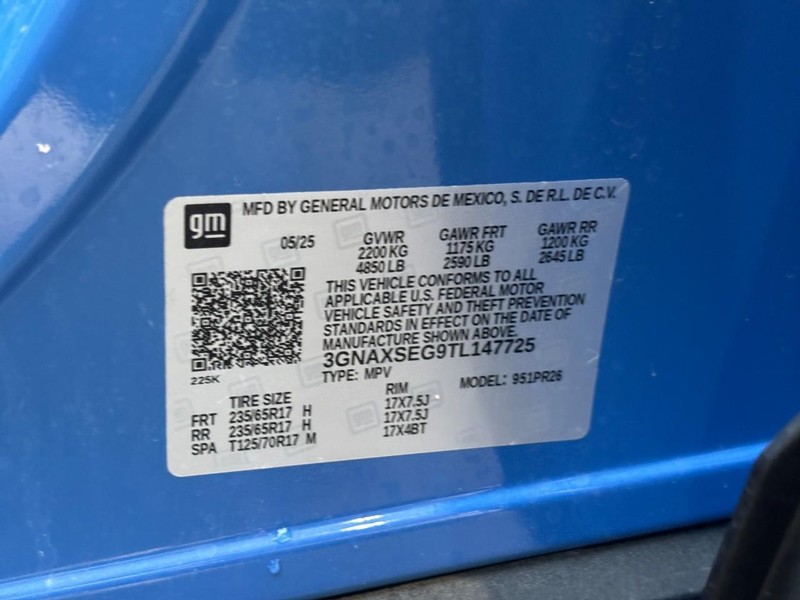 gm
MFD BY GENERAL MOTORS DE MEXICO, S. DE R.L. DE C.V.
05/25 GVWR GAWR FRT GAWR RR
2200 KG 1175 KG 1200 KG
4850 LB 2590 LB 2645 LB
THIS VEHICLE CONFORMS TO ALL
APPLICABLE U.S. FEDERAL MOTOR
VEHICLE SAFETY AND THEFT PREVENTION
STANDARDS IN EFFECT ON THE DATE OF
MANUFACTURE SHOWN ABOVE.
3GNAXSEG9TL147725
225K
TYPE: MPV MODEL: 951PR26
TIRE SIZE RIM
FRT 235/65R17 H 17X7.5J
RR 235/65R17 H 17X7.5J
SPA T125/70R17 M 17X4BT